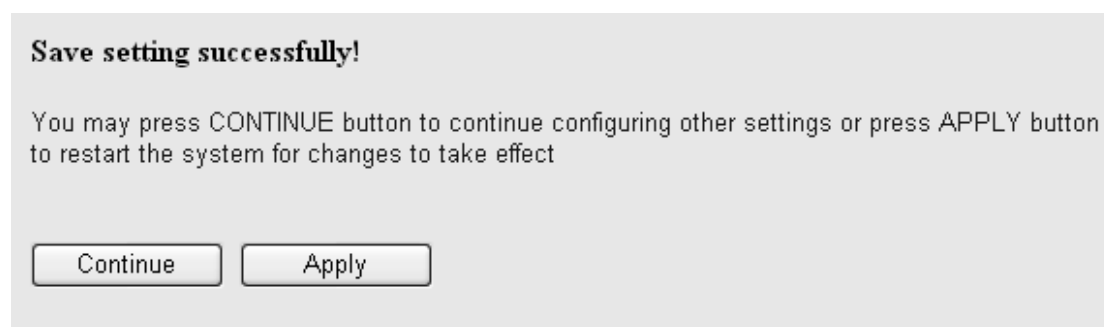 Save setting successfully!
You may press CONTINUE button to continue configuring other settings or press APPLY button
to restart the system for changes to take effect
Continue
Apply